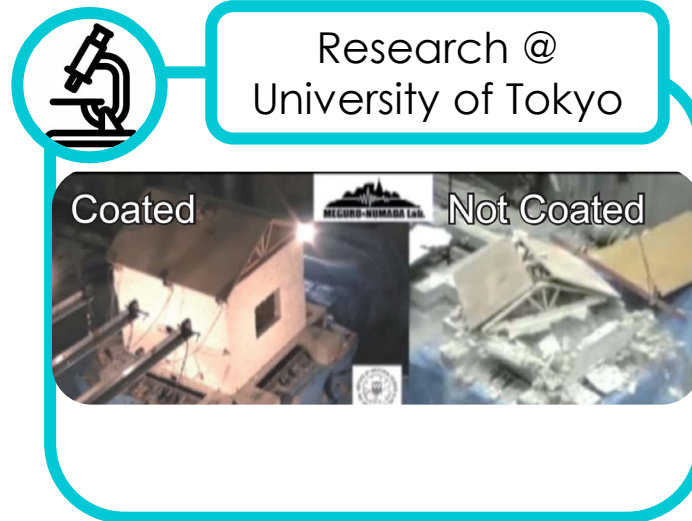 Research @
University of Tokyo
Coated
MEGURO-NUMADA Lab.
Not Coated